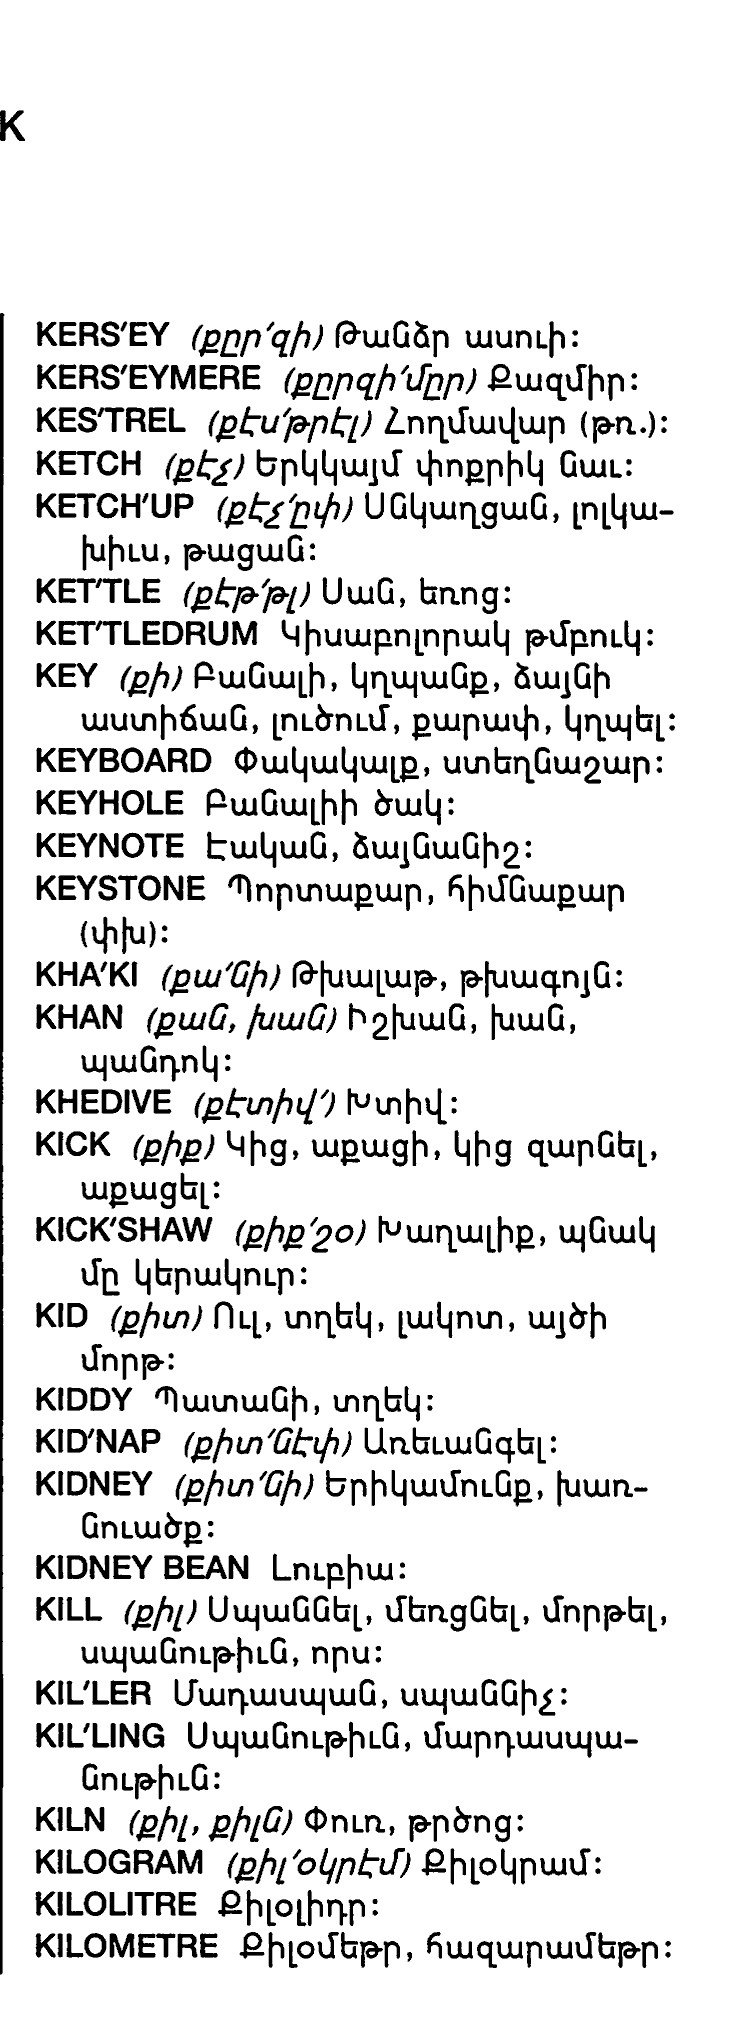 K
KERS'EY (քըր՛զի) Թանձր ասուի:
KERS'EYMERE (քըրզի՛մըր) Քազմիր:
KES'TREL (քէս՛թրէլ) Հողմավար (թռ.):
KETCH (քէչ) Երկկայմ փոքրիկ նաւ:
KETCH'UP (քէչ՛ըփ) Սնկաղցան, լոլկա-
խիւս, թացան:
KET'TLE (քէթ՛թլ) Սան, եռոց:
KET'TLEDRUM Կիսաբոլորակ թմբուկ:
KEY (քի) Բանալի, կղպանք, ձայնի
աստիճան, լուծում, քարափ, կղպել:
KEYBOARD Փակակալք, ստեղնաշար:
KEYHOLE Բանալիի ծակ:
KEYNOTE Էական, ձայնանիշ:
KEYSTONE Պորտաքար, հիմնաքար
(փխ):
KHA'KI (քա՛նի) Թխալաթ, թխագոյն:
KHAN (քան, խան) Իշխան, խան,
պանդոկ:
KHEDIVE (քէտիվ՛) Խտիվ:
KICK (քիք) Կից, աքացի, կից զարնել,
աքացել:
KICK'SHAW (քիք՛շօ) Խաղալիք, պնակ
մը կերակուր:
KID (քիտ) Ուլ, տղեկ, լակոտ, այծի
մորթ:
KIDDY Պատանի, տղեկ:
KID'NAP (քիտ՛նէփ) Առեւանգել:
KIDNEY (քիտ՛նի) Երիկամունք, խառ-
նուածք:
KIDNEY BEAN Լուբիա:
KILL (քիլ) Սպաննել, մեռցնել, մորթել,
սպանութիւն, որս:
KIL'LER Մադասպան, սպաննիչ:
KIL'LING Սպանութիւն, մարդասպա-
նութիւն:
KILN (քիլ, քիլն) Փուռ, թրծոց:
KILOGRAM (քիլ՛օկրէմ) Քիլօկրամ:
KILOLITRE Քիլօլիդր:
KILOMETRE Քիլօմեթր, հազարամեթր: